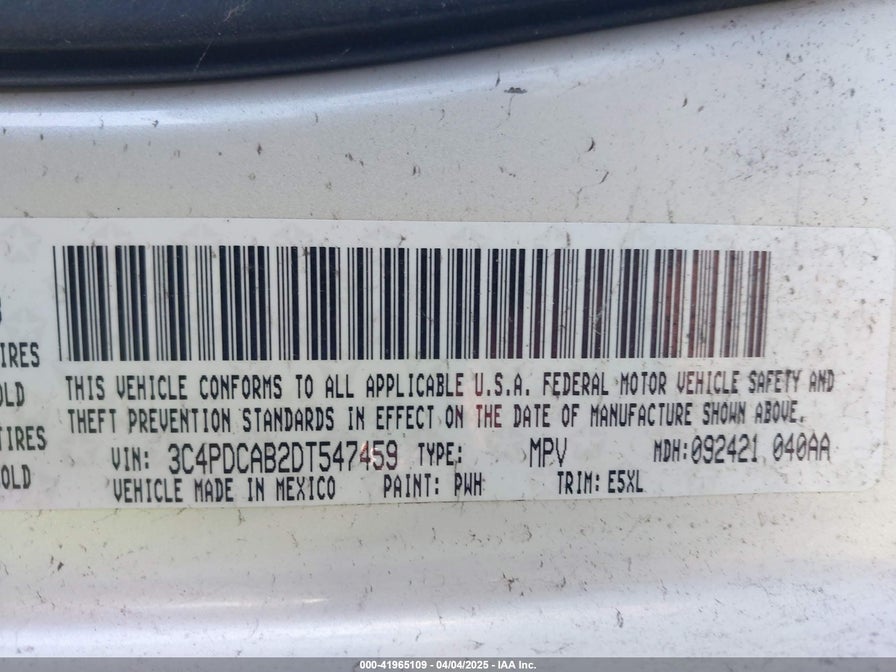 IRES
OLD
TIRES
OLD
THIS VEHICLE CONFORMS TO ALL APPLICABLE U.S.A. FEDERAL MOTOR VEHICLE SAFETY AND
THEFT PREVENTION STANDARDS IN EFFECT ON THE DATE OF MANUFACTURE SHOWN ABOVE.
VIN: 3C4PDCAB2DT547459 TYPE: MPV MDH:092421 040AA
VEHICLE MADE IN MEXICO PAINT: PWH TRIM: E5XL
000-41965109 - 04/04/2025 - IAA Inc.